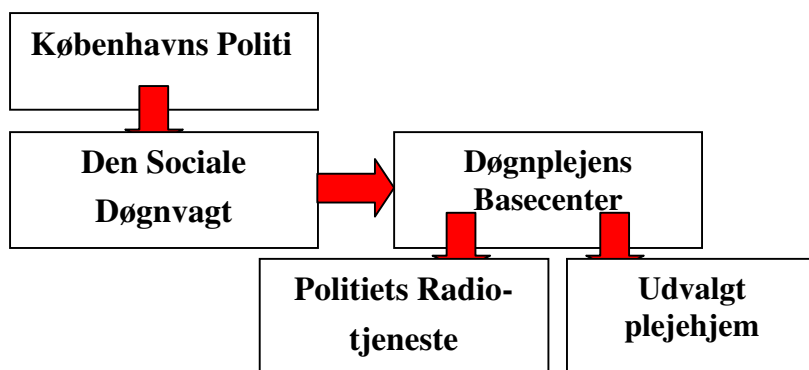 Københavns Politi
Den Sociale
Døgnvagt
Døgnplejens
Basecenter
Politiets Radio-
tjeneste
Udvalgt
plejehjem